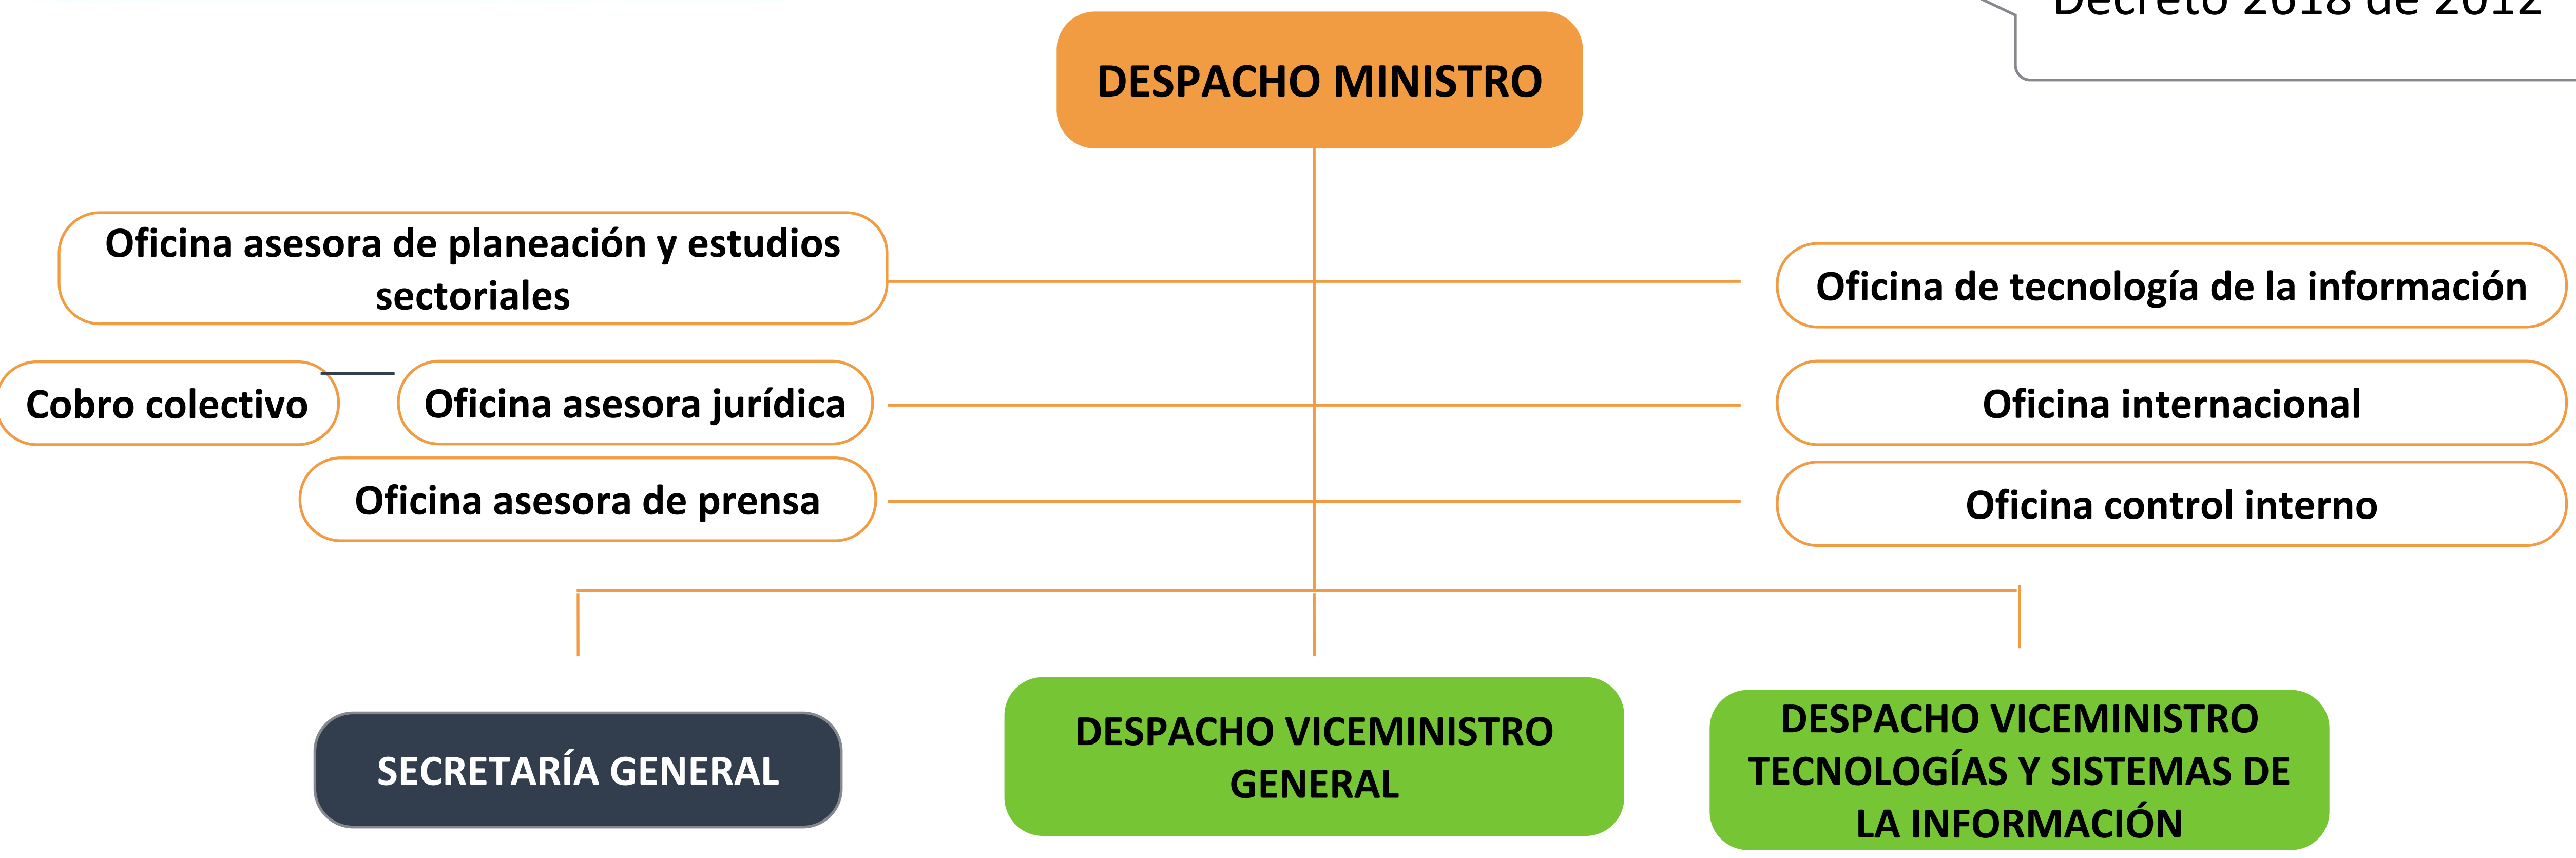 Decreto 2618 de 2012
DESPACHO MINISTRO
Oficina asesora de planeación y estudios
sectoriales
Oficina de tecnología de la información
Cobro colectivo
Oficina asesora jurídica
Oficina internacional
Oficina asesora de prensa
Oficina control interno
SECRETARÍA GENERAL
DESPACHO VICEMINISTRO
GENERAL
DESPACHO VICEMINISTRO
TECNOLOGÍAS Y SISTEMAS DE
LA INFORMACIÓN